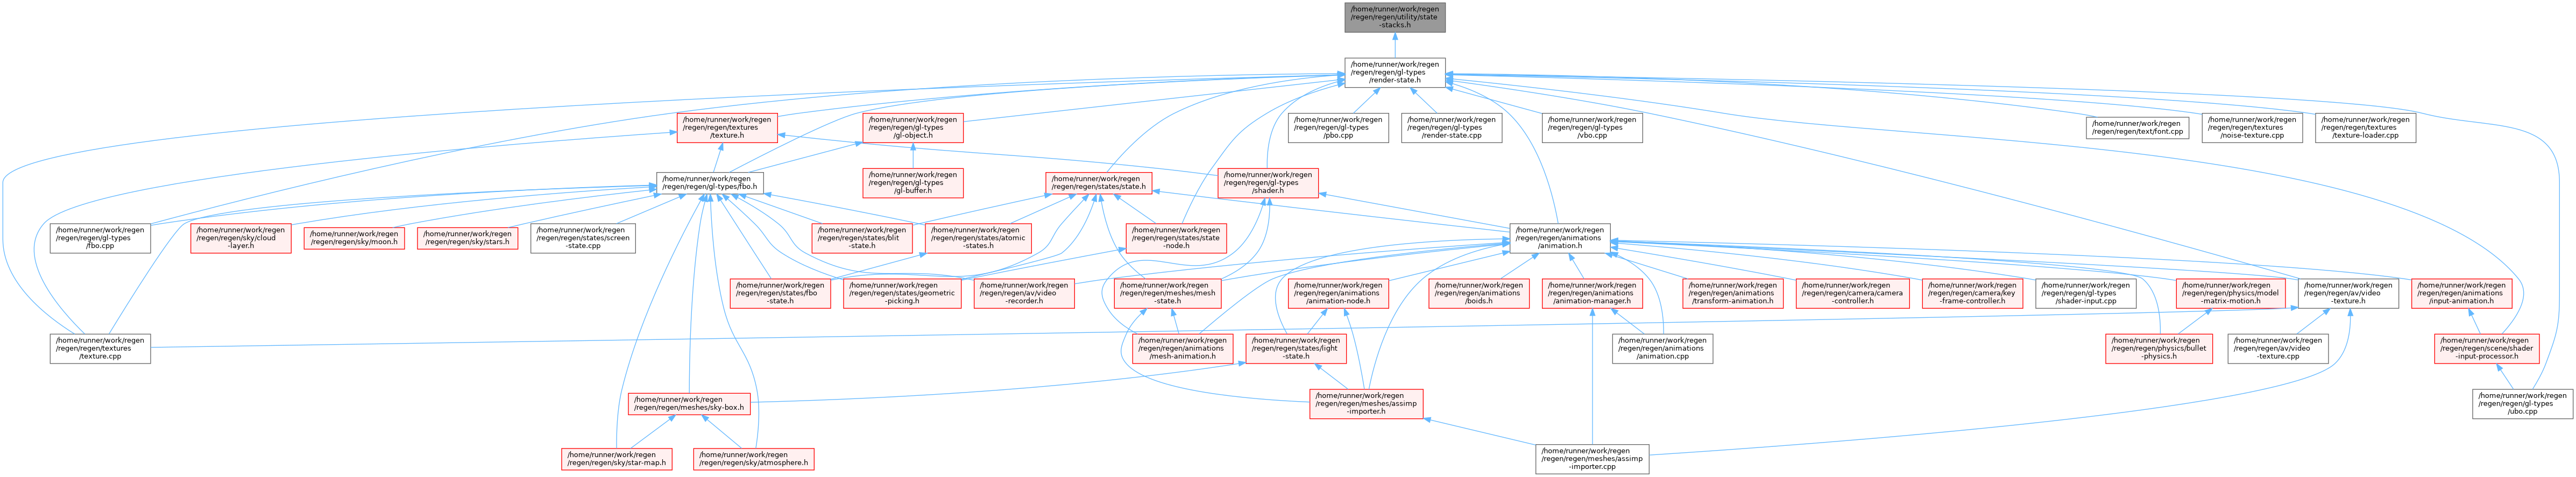 /home/runner/work/regen
/regen/regen/utility/state
-stacks.h
/home/runner/work/regen
/regen/regen/gl-types
/render-state.h
/home/runner/work/regen
/regen/regen/textures
/texture.h
/home/runner/work/regen
/regen/regen/gl-types
/gl-object.h
/home/runner/work/regen
/regen/regen/gl-types
/pbo.cpp
/home/runner/work/regen
/regen/regen/gl-types
/render-state.cpp
/home/runner/work/regen
/regen/regen/gl-types
/vbo.cpp
/home/runner/work/regen
/regen/regen/text/font.cpp
/home/runner/work/regen
/regen/regen/textures
/noise-texture.cpp
/home/runner/work/regen
/regen/regen/textures
/texture-loader.cpp
/home/runner/work/regen
/regen/regen/gl-types/fbo.h
/home/runner/work/regen
/regen/regen/gl-types
/gl-buffer.h
/home/runner/work/regen
/regen/regen/states/state.h
/home/runner/work/regen
/regen/regen/gl-types
/shader.h
/home/runner/work/regen
/regen/regen/gl-types
/fbo.cpp
/home/runner/work/regen
/regen/regen/sky/cloud
-layer.h
/home/runner/work/regen
/regen/regen/sky/moon.h
/home/runner/work/regen
/regen/regen/sky/stars.h
/home/runner/work/regen
/regen/regen/states/screen
-state.cpp
/home/runner/work/regen
/regen/regen/states/blit
-state.h
/home/runner/work/regen
/regen/regen/states/atomic
-states.h
/home/runner/work/regen
/regen/regen/states/state
-node.h
/home/runner/work/regen
/regen/regen/animations
/animation.h
/home/runner/work/regen
/regen/regen/states/fbo
-state.h
/home/runner/work/regen
/regen/regen/states/geometric
-picking.h
/home/runner/work/regen
/regen/regen/av/video
-recorder.h
/home/runner/work/regen
/regen/regen/meshes/mesh
-state.h
/home/runner/work/regen
/regen/regen/animations
/animation-node.h
/home/runner/work/regen
/regen/regen/animations
/boids.h
/home/runner/work/regen
/regen/regen/animations
/animation-manager.h
/home/runner/work/regen
/regen/regen/animations
/transform-animation.h
/home/runner/work/regen
/regen/regen/camera/camera
-controller.h
/home/runner/work/regen
/regen/regen/camera/key
-frame-controller.h
/home/runner/work/regen
/regen/regen/gl-types
/shader-input.cpp
/home/runner/work/regen
/regen/regen/physics/model
-matrix-motion.h
/home/runner/work/regen
/regen/regen/av/video
-texture.h
/home/runner/work/regen
/regen/regen/animations
/input-animation.h
/home/runner/work/regen
/regen/regen/textures
/texture.cpp
/home/runner/work/regen
/regen/regen/animations
/mesh-animation.h
/home/runner/work/regen
/regen/regen/states/light
-state.h
/home/runner/work/regen
/regen/regen/animations
/animation.cpp
/home/runner/work/regen
/regen/regen/physics/bullet
-physics.h
/home/runner/work/regen
/regen/regen/av/video
-texture.cpp
/home/runner/work/regen
/regen/regen/scene/shader
-input-processor.h
/home/runner/work/regen
/regen/regen/meshes/sky-box.h
/home/runner/work/regen
/regen/regen/meshes/assimp
-importer.h
/home/runner/work/regen
/regen/regen/gl-types
/ubo.cpp
/home/runner/work/regen
/regen/regen/sky/star-map.h
/home/runner/work/regen
/regen/regen/sky/atmosphere.h
/home/runner/work/regen
/regen/regen/meshes/assimp
-importer.cpp